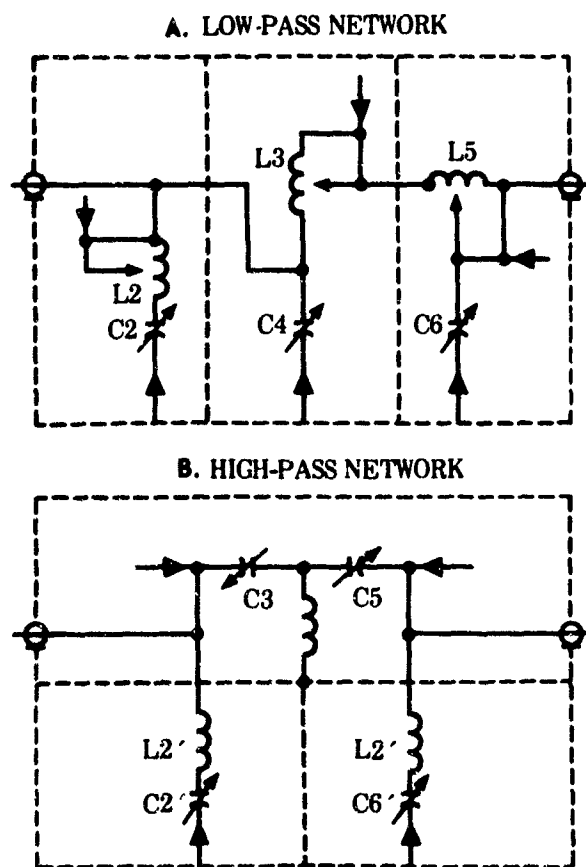 A. LOW-PASS NETWORK
L3
L5
L2
C2
C4
C6
B. HIGH-PASS NETWORK
C3
C5
L2′
L2′
C2′
C6′